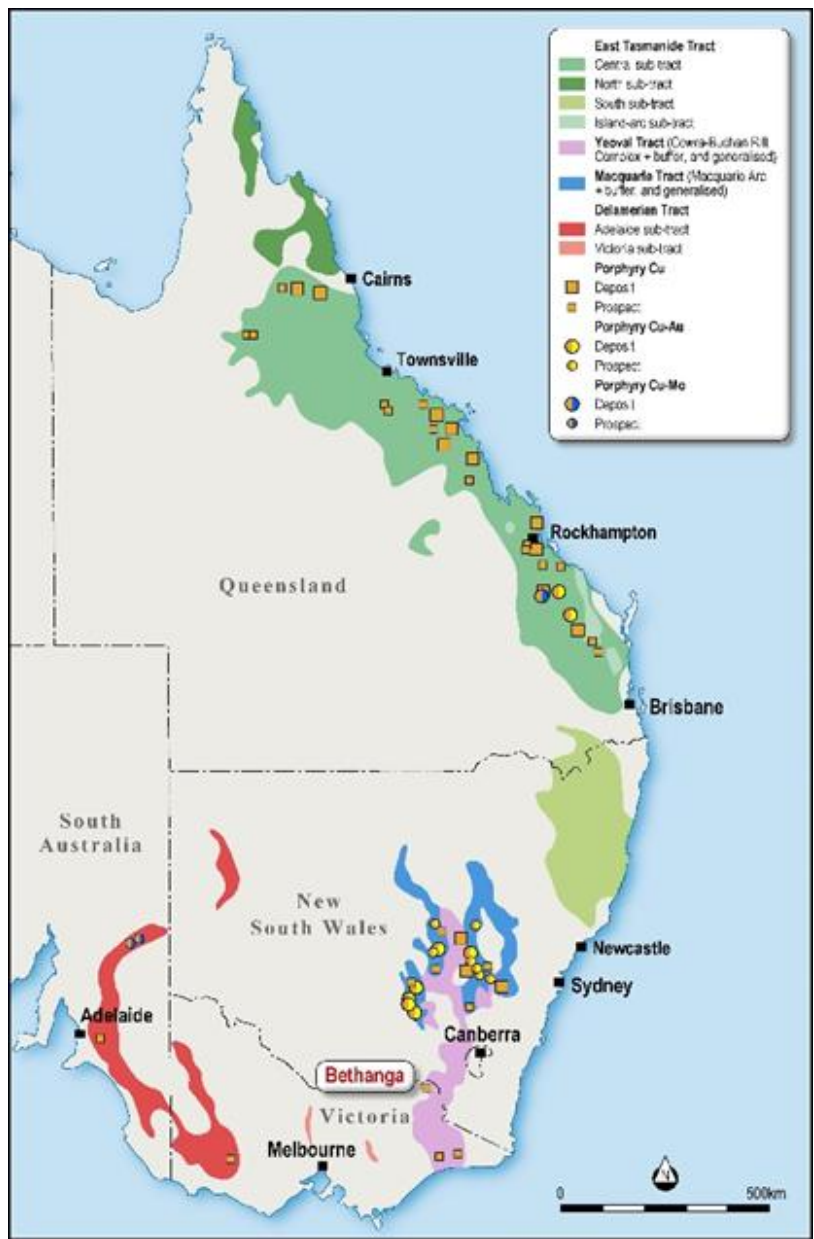 East Tasmanide Tract
Central sub-tract
North sub-tract
South sub-tract
Island-arc sub-tract
Yeoval Tract (Cowra-Buchan Rift
Complex + buffer, and generalised)
Macquarie Tract (Macquarie Arc
+ buffer, and generalised)
Delamerian Tract
Adelaide sub-tract
Victoria sub-tract
Porphyry Cu
Deposit
Prospect
Porphyry Cu-Au
Deposit
Prospect
Porphyry Cu-Mo
Deposit
Prospect
Cairns
Townsville
Rockhampton
Queensland
Brisbane
South
Australia
New
South Wales
Newcastle
Sydney
Adelaide
Canberra
Bethanga
Victoria
Melbourne
N
0 500km